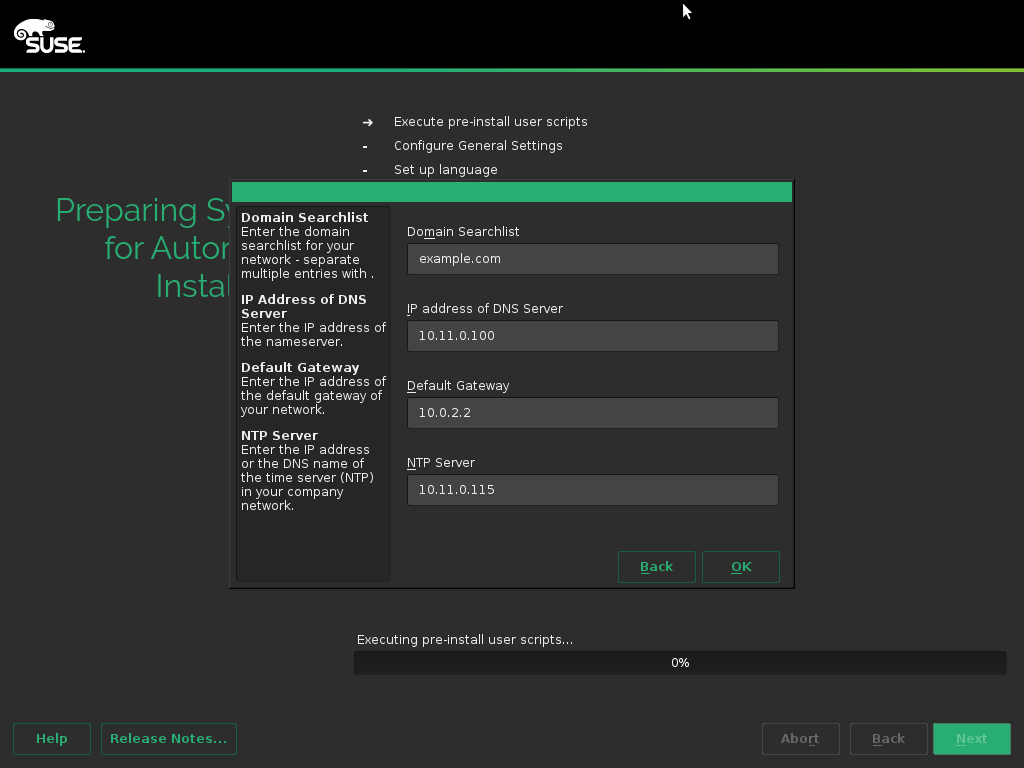 SUSE.
➔ Execute pre-install user scripts
- Configure General Settings
- Set up language
Preparing Sy
for Autor
Instal
Domain Searchlist
Enter the domain
searchlist for your
network - separate
multiple entries with .
IP Address of DNS
Server
Enter the IP address of
the nameserver.
Default Gateway
Enter the IP address of
the default gateway of
your network.
NTP Server
Enter the IP address
or the DNS name of
the time server (NTP)
in your company
network.
Domain Searchlist
example.com
IP address of DNS Server
10.11.0.100
Default Gateway
10.0.2.2
NTP Server
10.11.0.115
Back OK
Executing pre-install user scripts...
0%
Help Release Notes... Abort Back Next